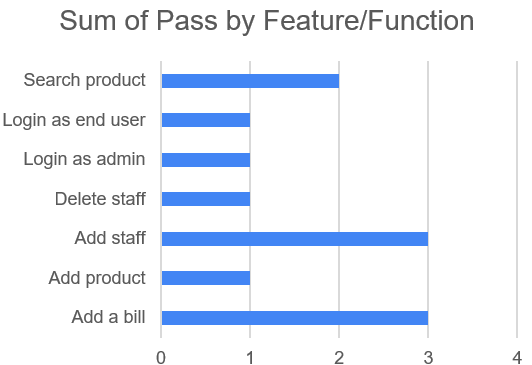 Sum of Pass by Feature/Function
Search product
Login as end user
Login as admin
Delete staff
Add staff
Add product
Add a bill
0 1 2 3 4